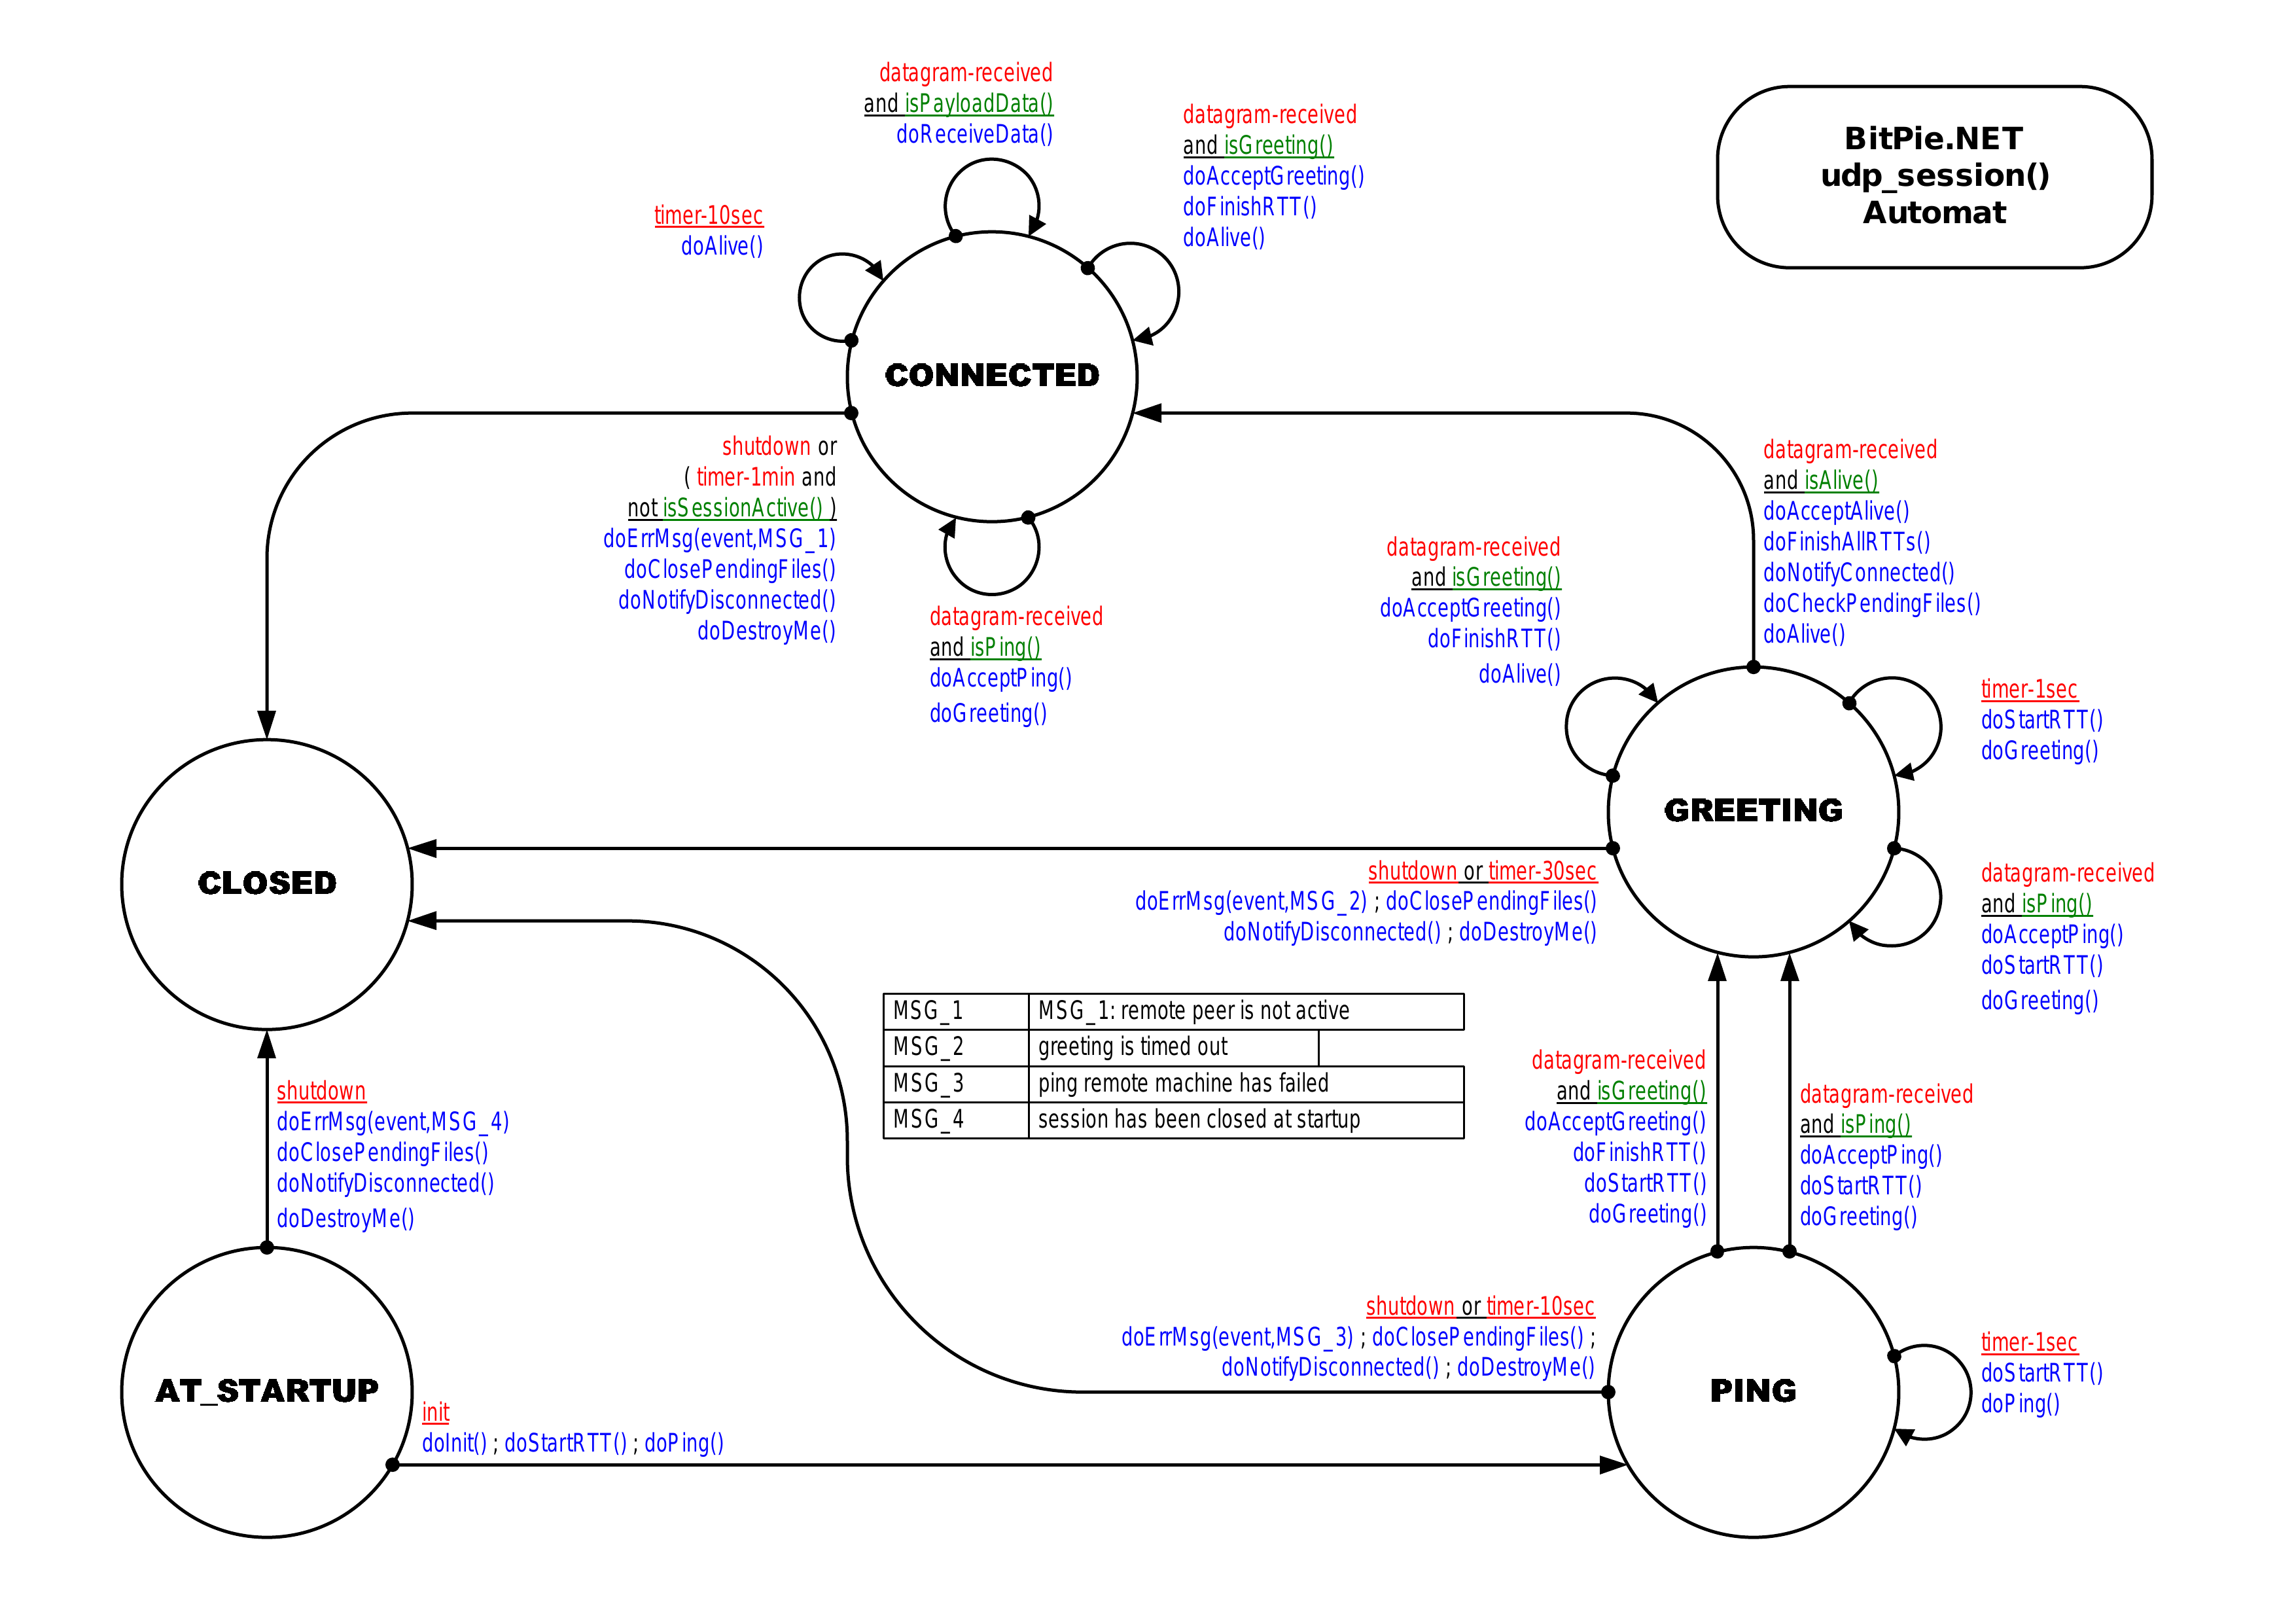 datagram-received
and isPayloadData()
doReceiveData()
datagram-received
and isGreeting()
doAcceptGreeting()
doFinishRTT()
doAlive()
BitPie.NET
udp_session()
Automat
timer-10sec
doAlive()
CONNECTED
shutdown or
( timer-1min and
not isSessionActive() )
doErrMsg(event,MSG_1)
doClosePendingFiles()
doNotifyDisconnected()
doDestroyMe()
datagram-received
and isPing()
doAcceptPing()
doGreeting()
datagram-received
and isGreeting()
doAcceptGreeting()
doFinishRTT()
doAlive()
datagram-received
and isAlive()
doAcceptAlive()
doFinishAllRTTs()
doNotifyConnected()
doCheckPendingFiles()
doAlive()
timer-1sec
doStartRTT()
doGreeting()
GREETING
CLOSED
shutdown or timer-30sec
doErrMsg(event,MSG_2) ; doClosePendingFiles()
doNotifyDisconnected() ; doDestroyMe()
datagram-received
and isPing()
doAcceptPing()
doStartRTT()
doGreeting()
MSG_1 MSG_1: remote peer is not active
MSG_2 greeting is timed out
MSG_3 ping remote machine has failed
MSG_4 session has been closed at startup
shutdown
doErrMsg(event,MSG_4)
doClosePendingFiles()
doNotifyDisconnected()
doDestroyMe()
datagram-received
and isGreeting()
doAcceptGreeting()
doFinishRTT()
doStartRTT()
doGreeting()
datagram-received
and isPing()
doAcceptPing()
doStartRTT()
doGreeting()
shutdown or timer-10sec
doErrMsg(event,MSG_3) ; doClosePendingFiles() ;
doNotifyDisconnected() ; doDestroyMe()
timer-1sec
doStartRTT()
doPing()
AT_STARTUP
PING
init
doInit() ; doStartRTT() ; doPing()